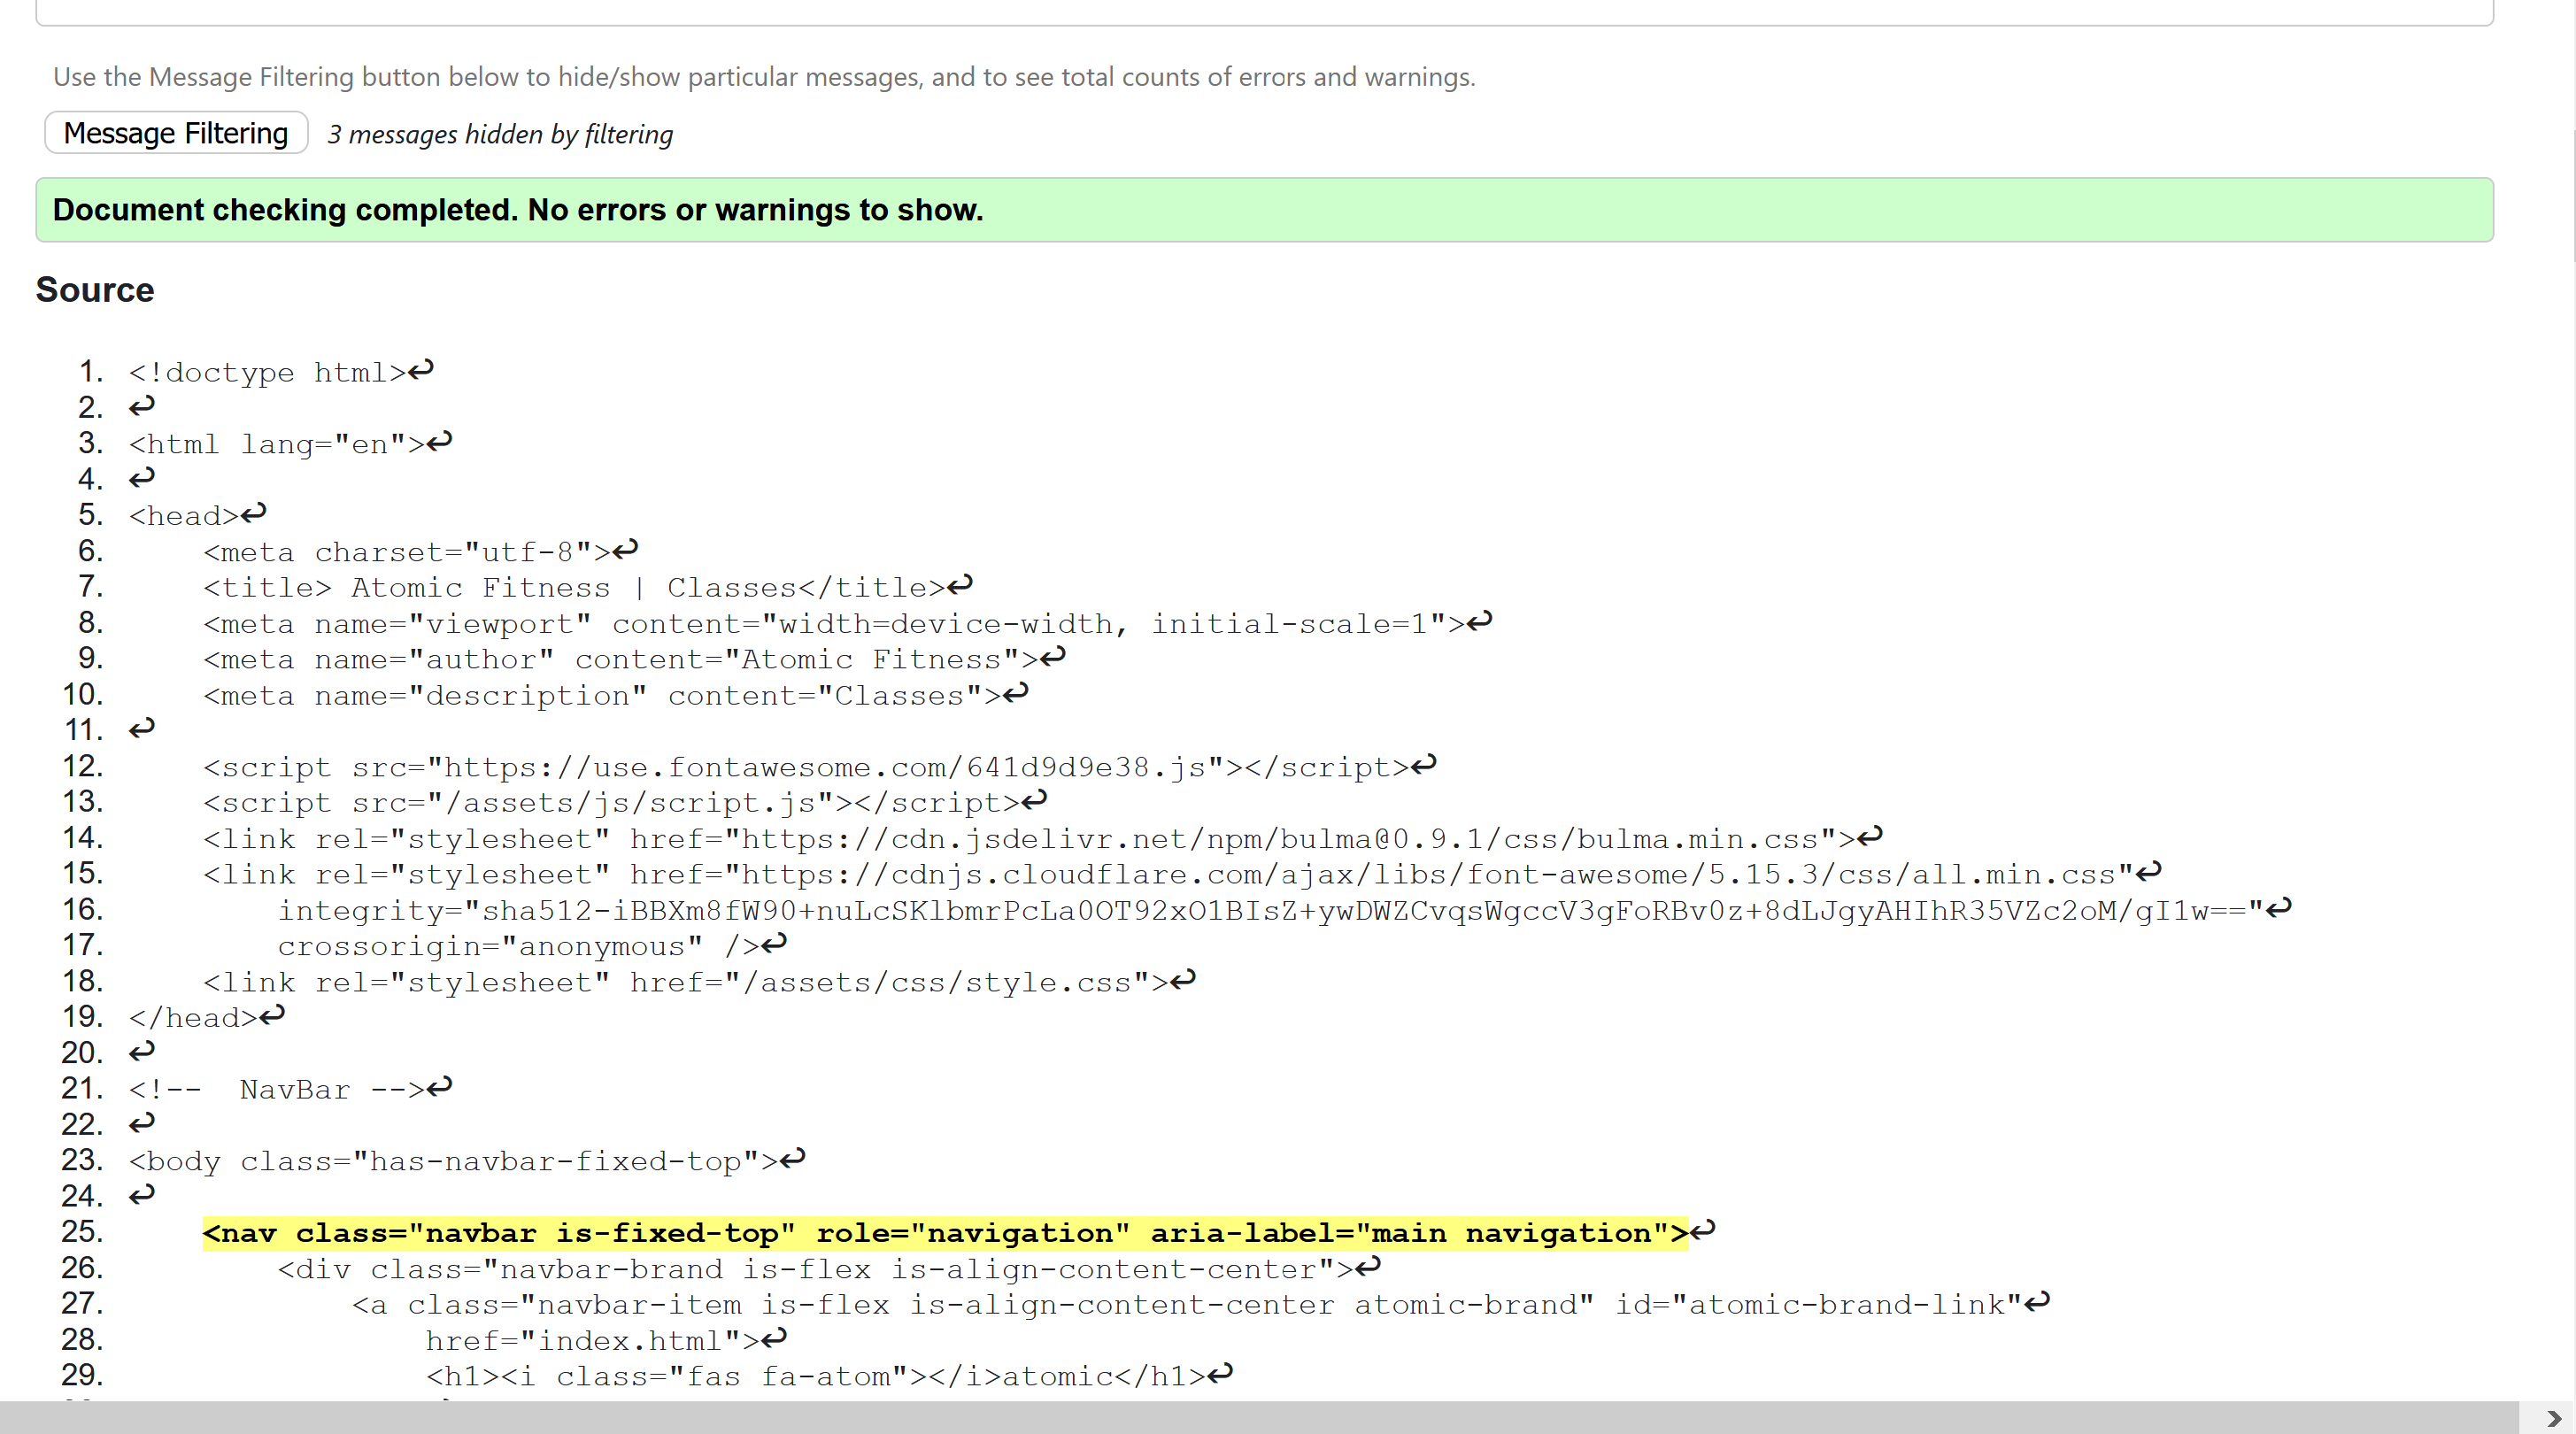 Use the Message Filtering button below to hide/show particular messages, and to see total counts of errors and warnings.
Message Filtering 3 messages hidden by filtering
Document checking completed. No errors or warnings to show.
Source
1. <!doctype html>↩
2. ↩
3. <html lang="en">↩
4. ↩
5. <head>↩
6. <meta charset="utf-8">↩
7. <title> Atomic Fitness | Classes</title>↩
8. <meta name="viewport" content="width=device-width, initial-scale=1">↩
9. <meta name="author" content="Atomic Fitness">↩
10. <meta name="description" content="Classes">↩
11. ↩
12. <script src="https://use.fontawesome.com/641d9d9e38.js"></script>↩
13. <script src="/assets/js/script.js"></script>↩
14. <link rel="stylesheet" href="https://cdn.jsdelivr.net/npm/bulma@0.9.1/css/bulma.min.css">↩
15. <link rel="stylesheet" href="https://cdnjs.cloudflare.com/ajax/libs/font-awesome/5.15.3/css/all.min.css"↩
16. integrity="sha512-iBBXm8fW90+nuLcSKlbmrPcLa0OT92xO1BIsZ+ywDWZCvqsWgccV3gFoRBv0z+8dLJgyAHIhR35VZc2oM/gI1w=="↩
17. crossorigin="anonymous" />↩
18. <link rel="stylesheet" href="/assets/css/style.css">↩
19. </head>↩
20. ↩
21. <!--  NavBar -->↩
22. ↩
23. <body class="has-navbar-fixed-top">↩
24. ↩
25. <nav class="navbar is-fixed-top" role="navigation" aria-label="main navigation">↩
26. <div class="navbar-brand is-flex is-align-content-center">↩
27. <a class="navbar-item is-flex is-align-content-center atomic-brand" id="atomic-brand-link"↩
28. href="index.html">↩
29. <h1><i class="fas fa-atom"></i>atomic</h1>↩